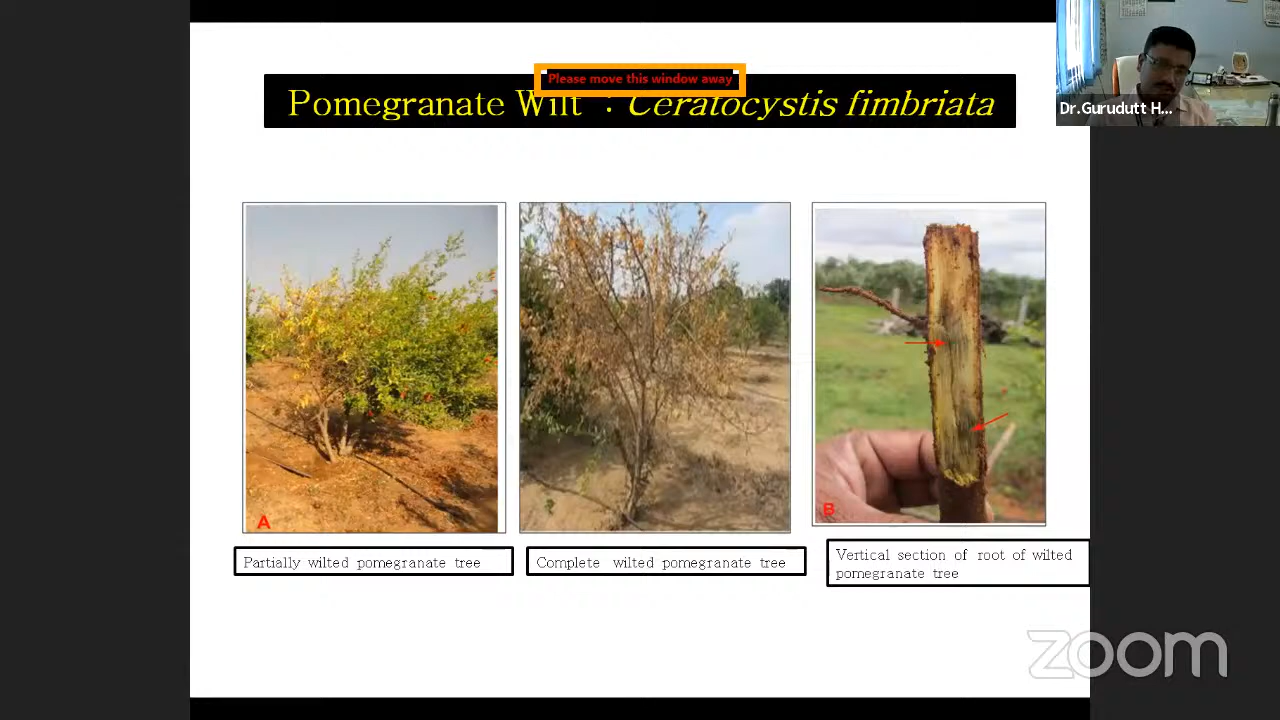 Please move this window away
Pomegranate Wilt : Ceratocystis fimbriata
Dr.Gurudutt H...
A
B
Partially wilted pomegranate tree
Complete wilted pomegranate tree
Vertical section of root of wilted
pomegranate tree
zoom